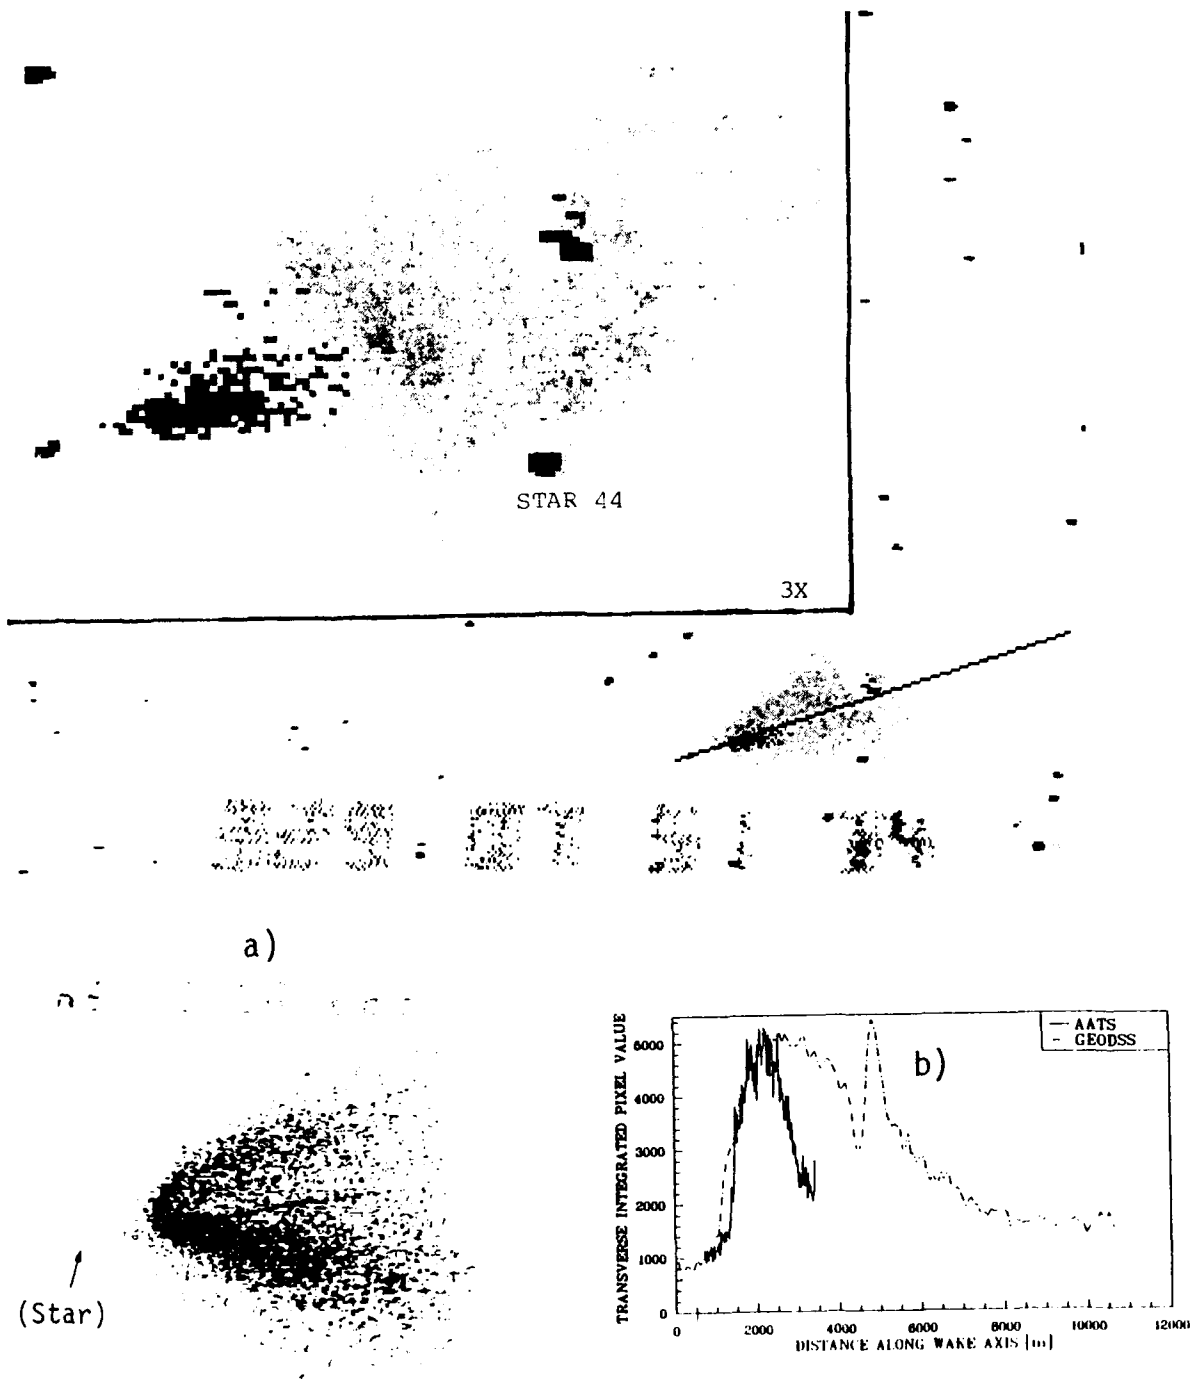 STAR 44
3X
a)
(Star)
b)
AATS
GEODSS
TRANSVERSE INTEGRATED PIXEL VALUE
6000
4000
3000
2000
1000
0
0
2000
4000
6000
8000
10000
12000
DISTANCE ALONG WAKE AXIS [m]